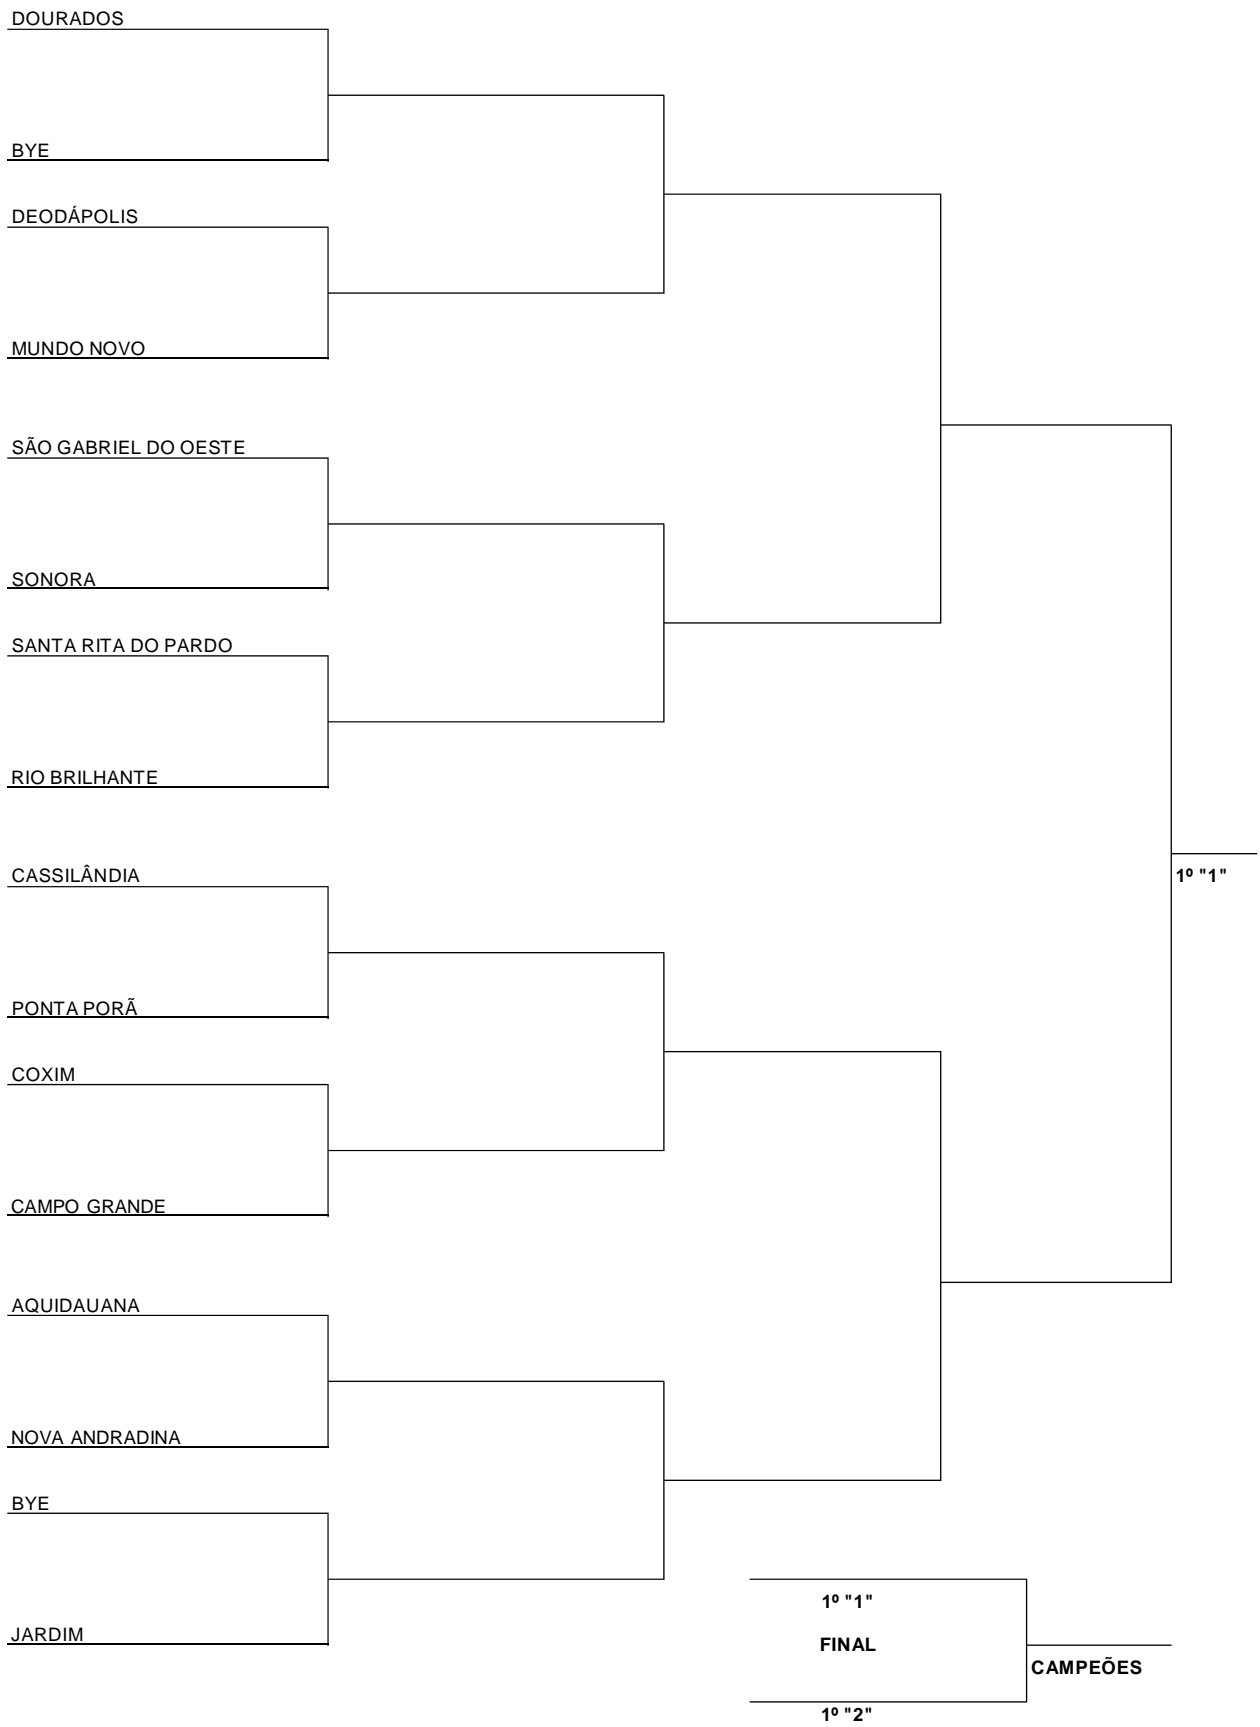 DOURADOS
BYE
DEODÁPOLIS
MUNDO NOVO
SÃO GABRIEL DO OESTE
SONORA
SANTA RITA DO PARDO
RIO BRILHANTE
CASSILÂNDIA
1º "1"
PONTA PORÃ
COXIM
CAMPO GRANDE
AQUIDAUANA
NOVA ANDRADINA
BYE
JARDIM
1º "1"
FINAL
CAMPEÕES
1º "2"